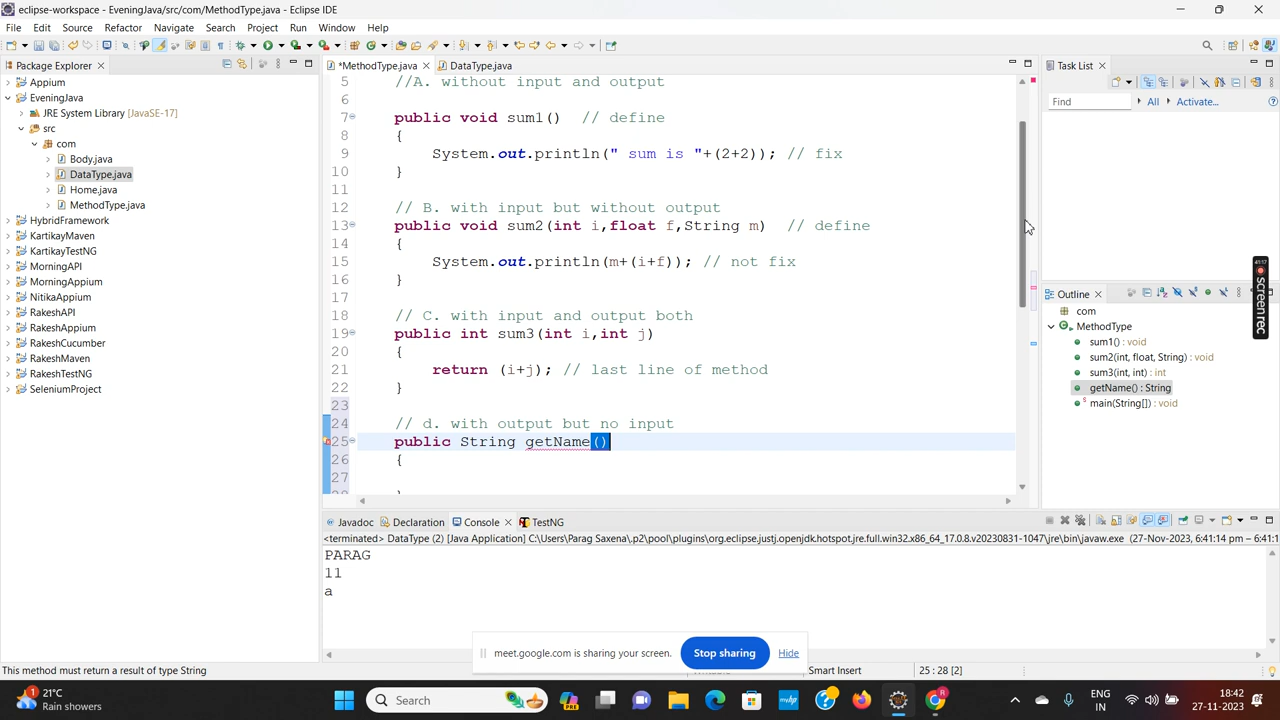 eclipse-workspace - EveningJava/src/com/MethodType.java - Eclipse IDE
File Edit Source Refactor Navigate Search Project Run Window Help
Package Explorer
Appium
EveningJava
JRE System Library [JavaSE-17]
src
com
Body.java
DataType.java
Home.java
MethodType.java
HybridFramework
KartikayMaven
KartikayTestNG
MorningAPI
MorningAppium
NitikaAppium
RakeshAPI
RakeshAppium
RakeshCucumber
RakeshMaven
RakeshTestNG
SeleniumProject
*MethodType.java DataType.java
5 //A. without input and output
6
7 public void sum1() // define
8 {
9 System.out.println(" sum is "+(2+2)); // fix
10 }
11
12 // B. with input but without output
13 public void sum2(int i,float f,String m) // define
14 {
15 System.out.println(m+(i+f)); // not fix
16 }
17
18 // C. with input and output both
19 public int sum3(int i,int j)
20 {
21 return (i+j); // last line of method
22 }
23
24 // d. with output but no input
25 public String getName()
26 {
27
28 }
Task List
Find All Activate...
Outline
com
MethodType
sum1() : void
sum2(int, float, String) : void
sum3(int, int) : int
getName() : String
main(String[]) : void
41:17
screenrec
Javadoc Declaration Console TestNG
<terminated> DataType (2) [Java Application] C:\Users\Parag Saxena\.p2\pool\plugins\org.eclipse.justj.openjdk.hotspot.jre.full.win32.x86_64_17.0.8.v20230831-1047\jre\bin\javaw.exe (27-Nov-2023, 6:41:14 pm – 6:41:1
PARAG
11
a
meet.google.com is sharing your screen. Stop sharing Hide
This method must return a result of type String
Smart Insert 25 : 28 [2]
21°C
Rain showers
Search
PRE
ENG
IN
18:42
27-11-2023